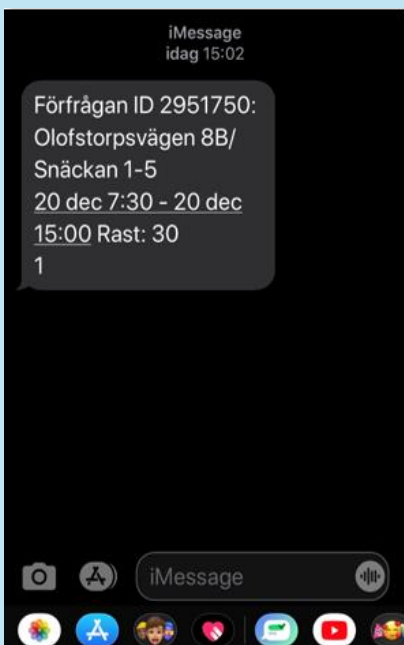 iMessage
idag 15:02
Förfrågan ID 2951750:
Olofstorpsvägen 8B/
Snäckan 1-5
20 dec 7:30 - 20 dec
15:00 Rast: 30
1
iMessage